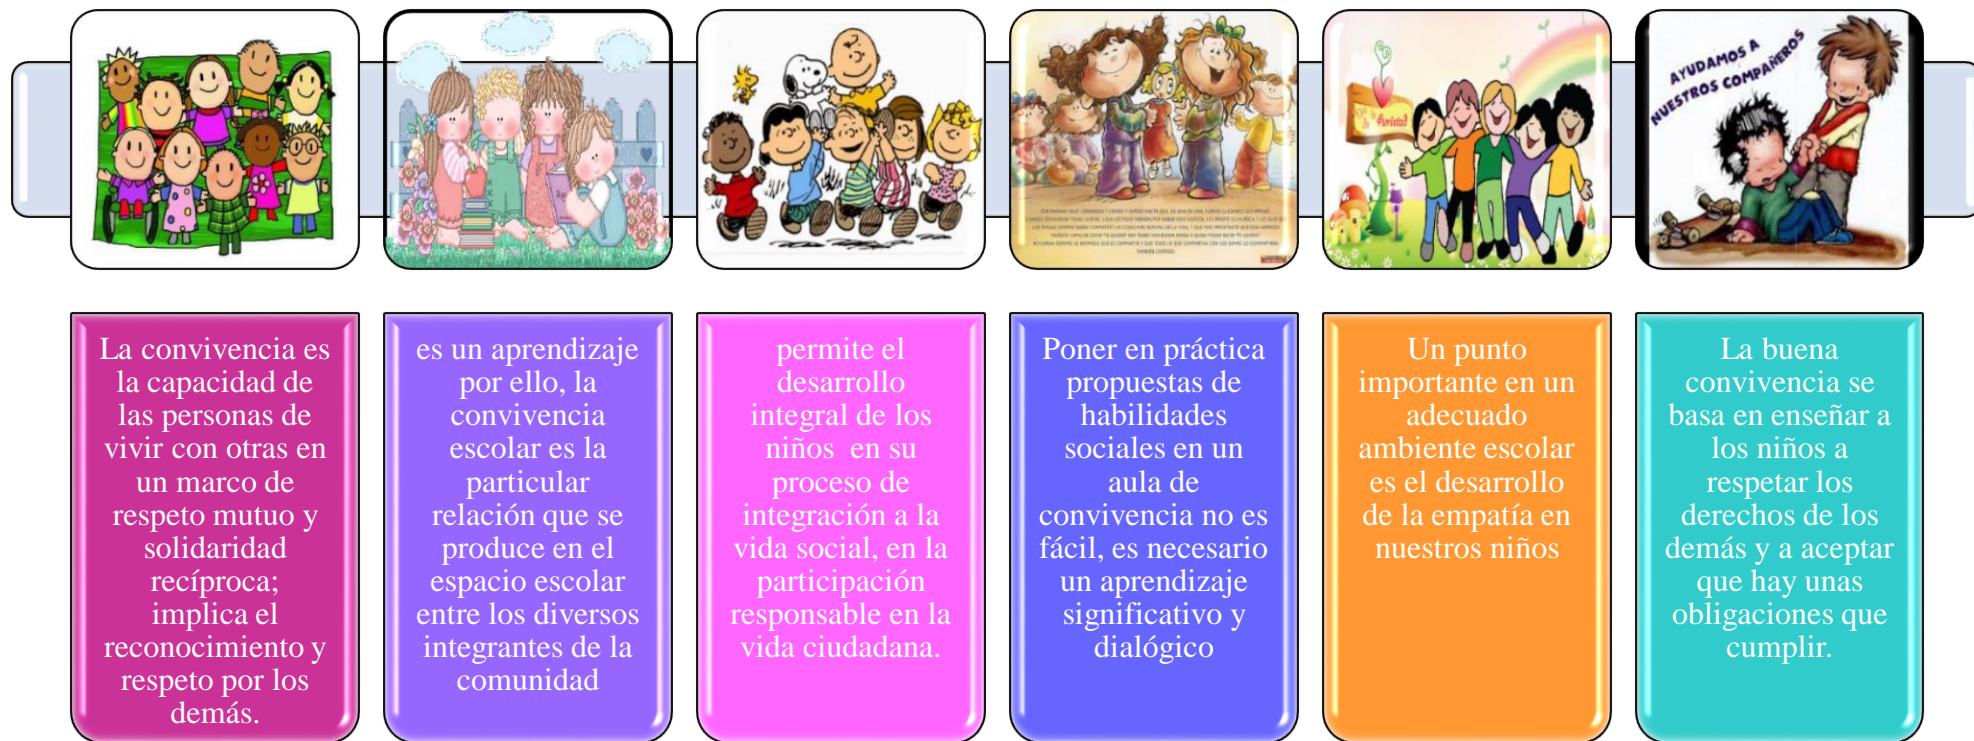 AYUDAMOS A
NUESTROS COMPAÑEROS
Amistad
La convivencia es
la capacidad de
las personas de
vivir con otras en
un marco de
respeto mutuo y
solidaridad
recíproca;
implica el
reconocimiento y
respeto por los
demás.
es un aprendizaje
por ello, la
convivencia
escolar es la
particular
relación que se
produce en el
espacio escolar
entre los diversos
integrantes de la
comunidad
permite el
desarrollo
integral de los
niños  en su
proceso de
integración a la
vida social, en la
participación
responsable en la
vida ciudadana.
Poner en práctica
propuestas de
habilidades
sociales en un
aula de
convivencia no es
fácil, es necesario
un aprendizaje
significativo y
dialógico
Un punto
importante en un
adecuado
ambiente escolar
es el desarrollo
de la empatía en
nuestros niños
La buena
convivencia se
basa en enseñar a
los niños a
respetar los
derechos de los
demás y a aceptar
que hay unas
obligaciones que
cumplir.